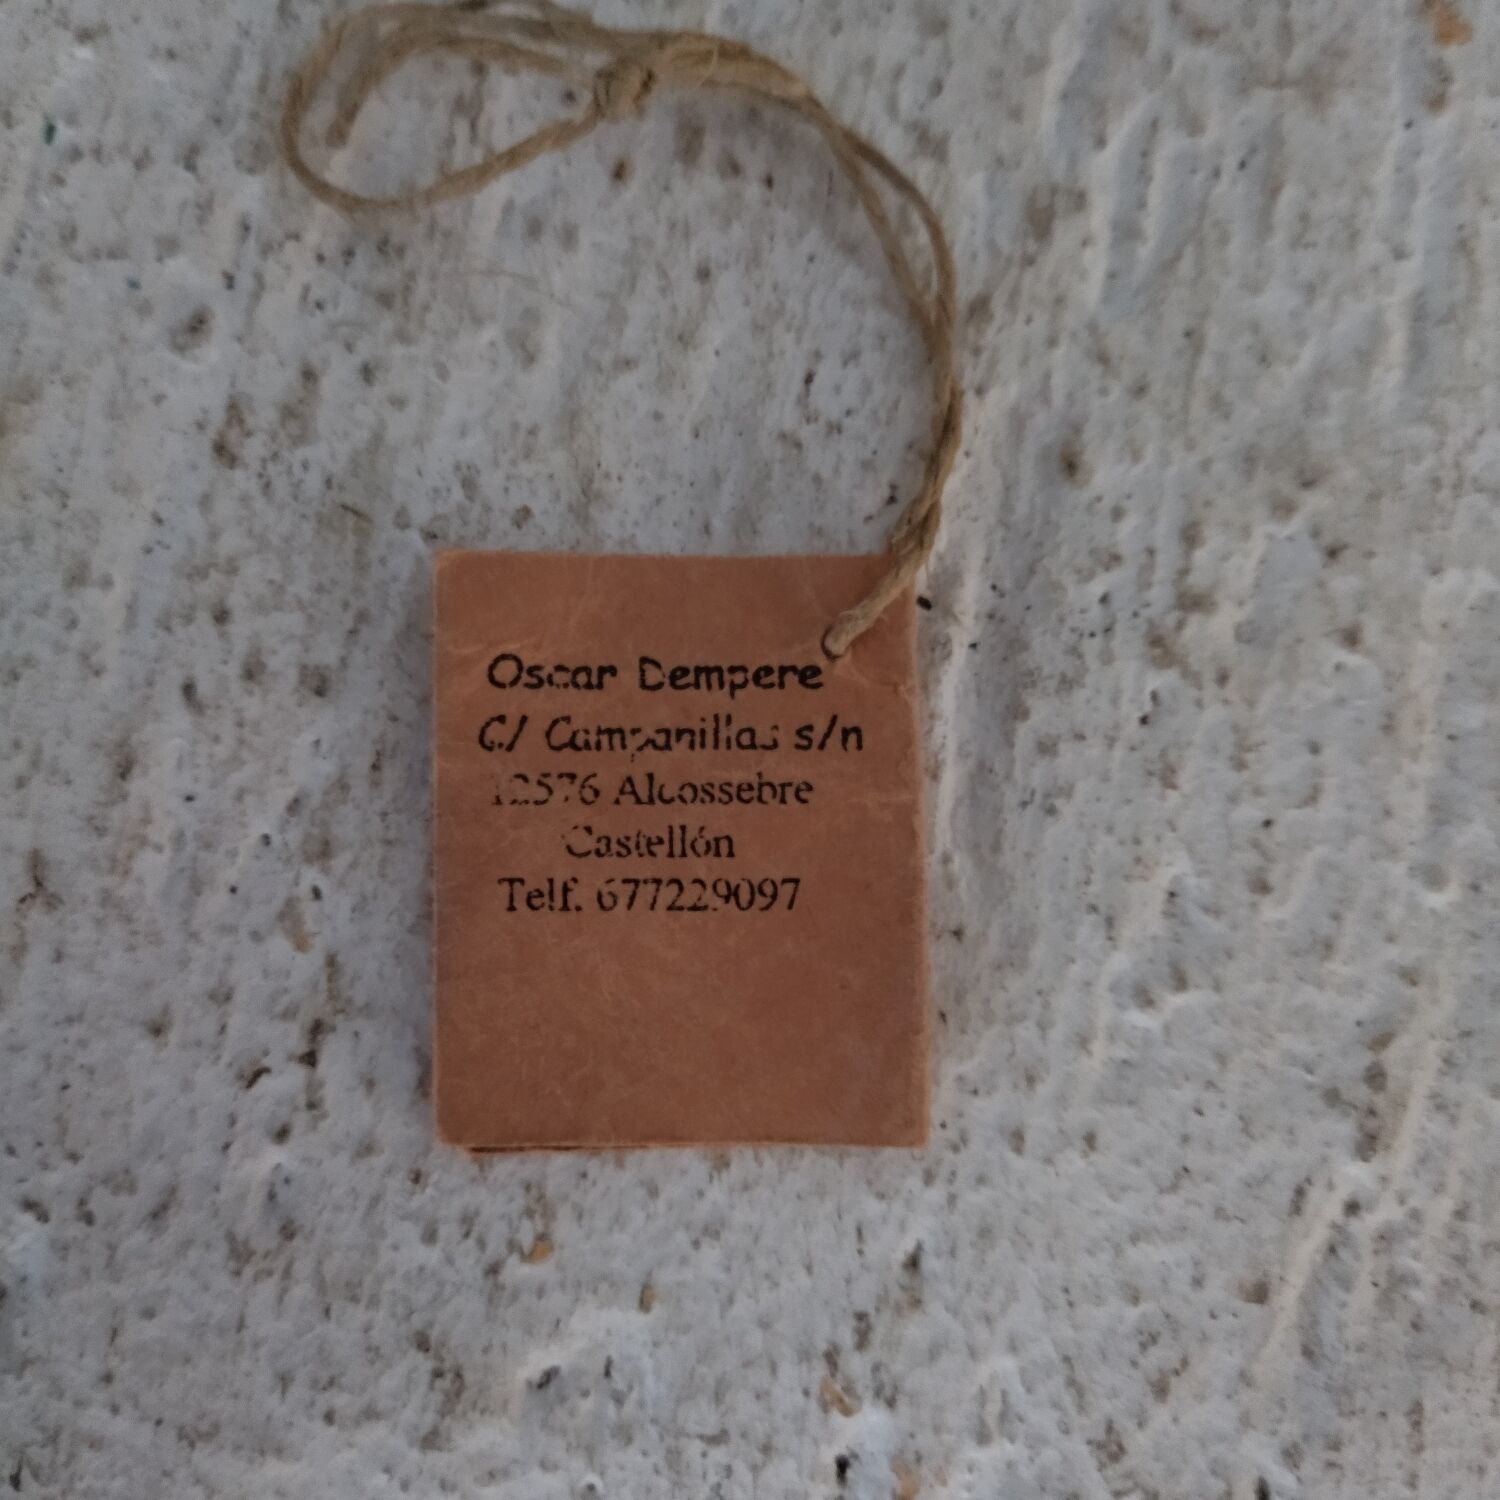 Oscar Dempere
C/ Campanillas s/n
12576 Alcossebre
Castellón
Telf. 677229097